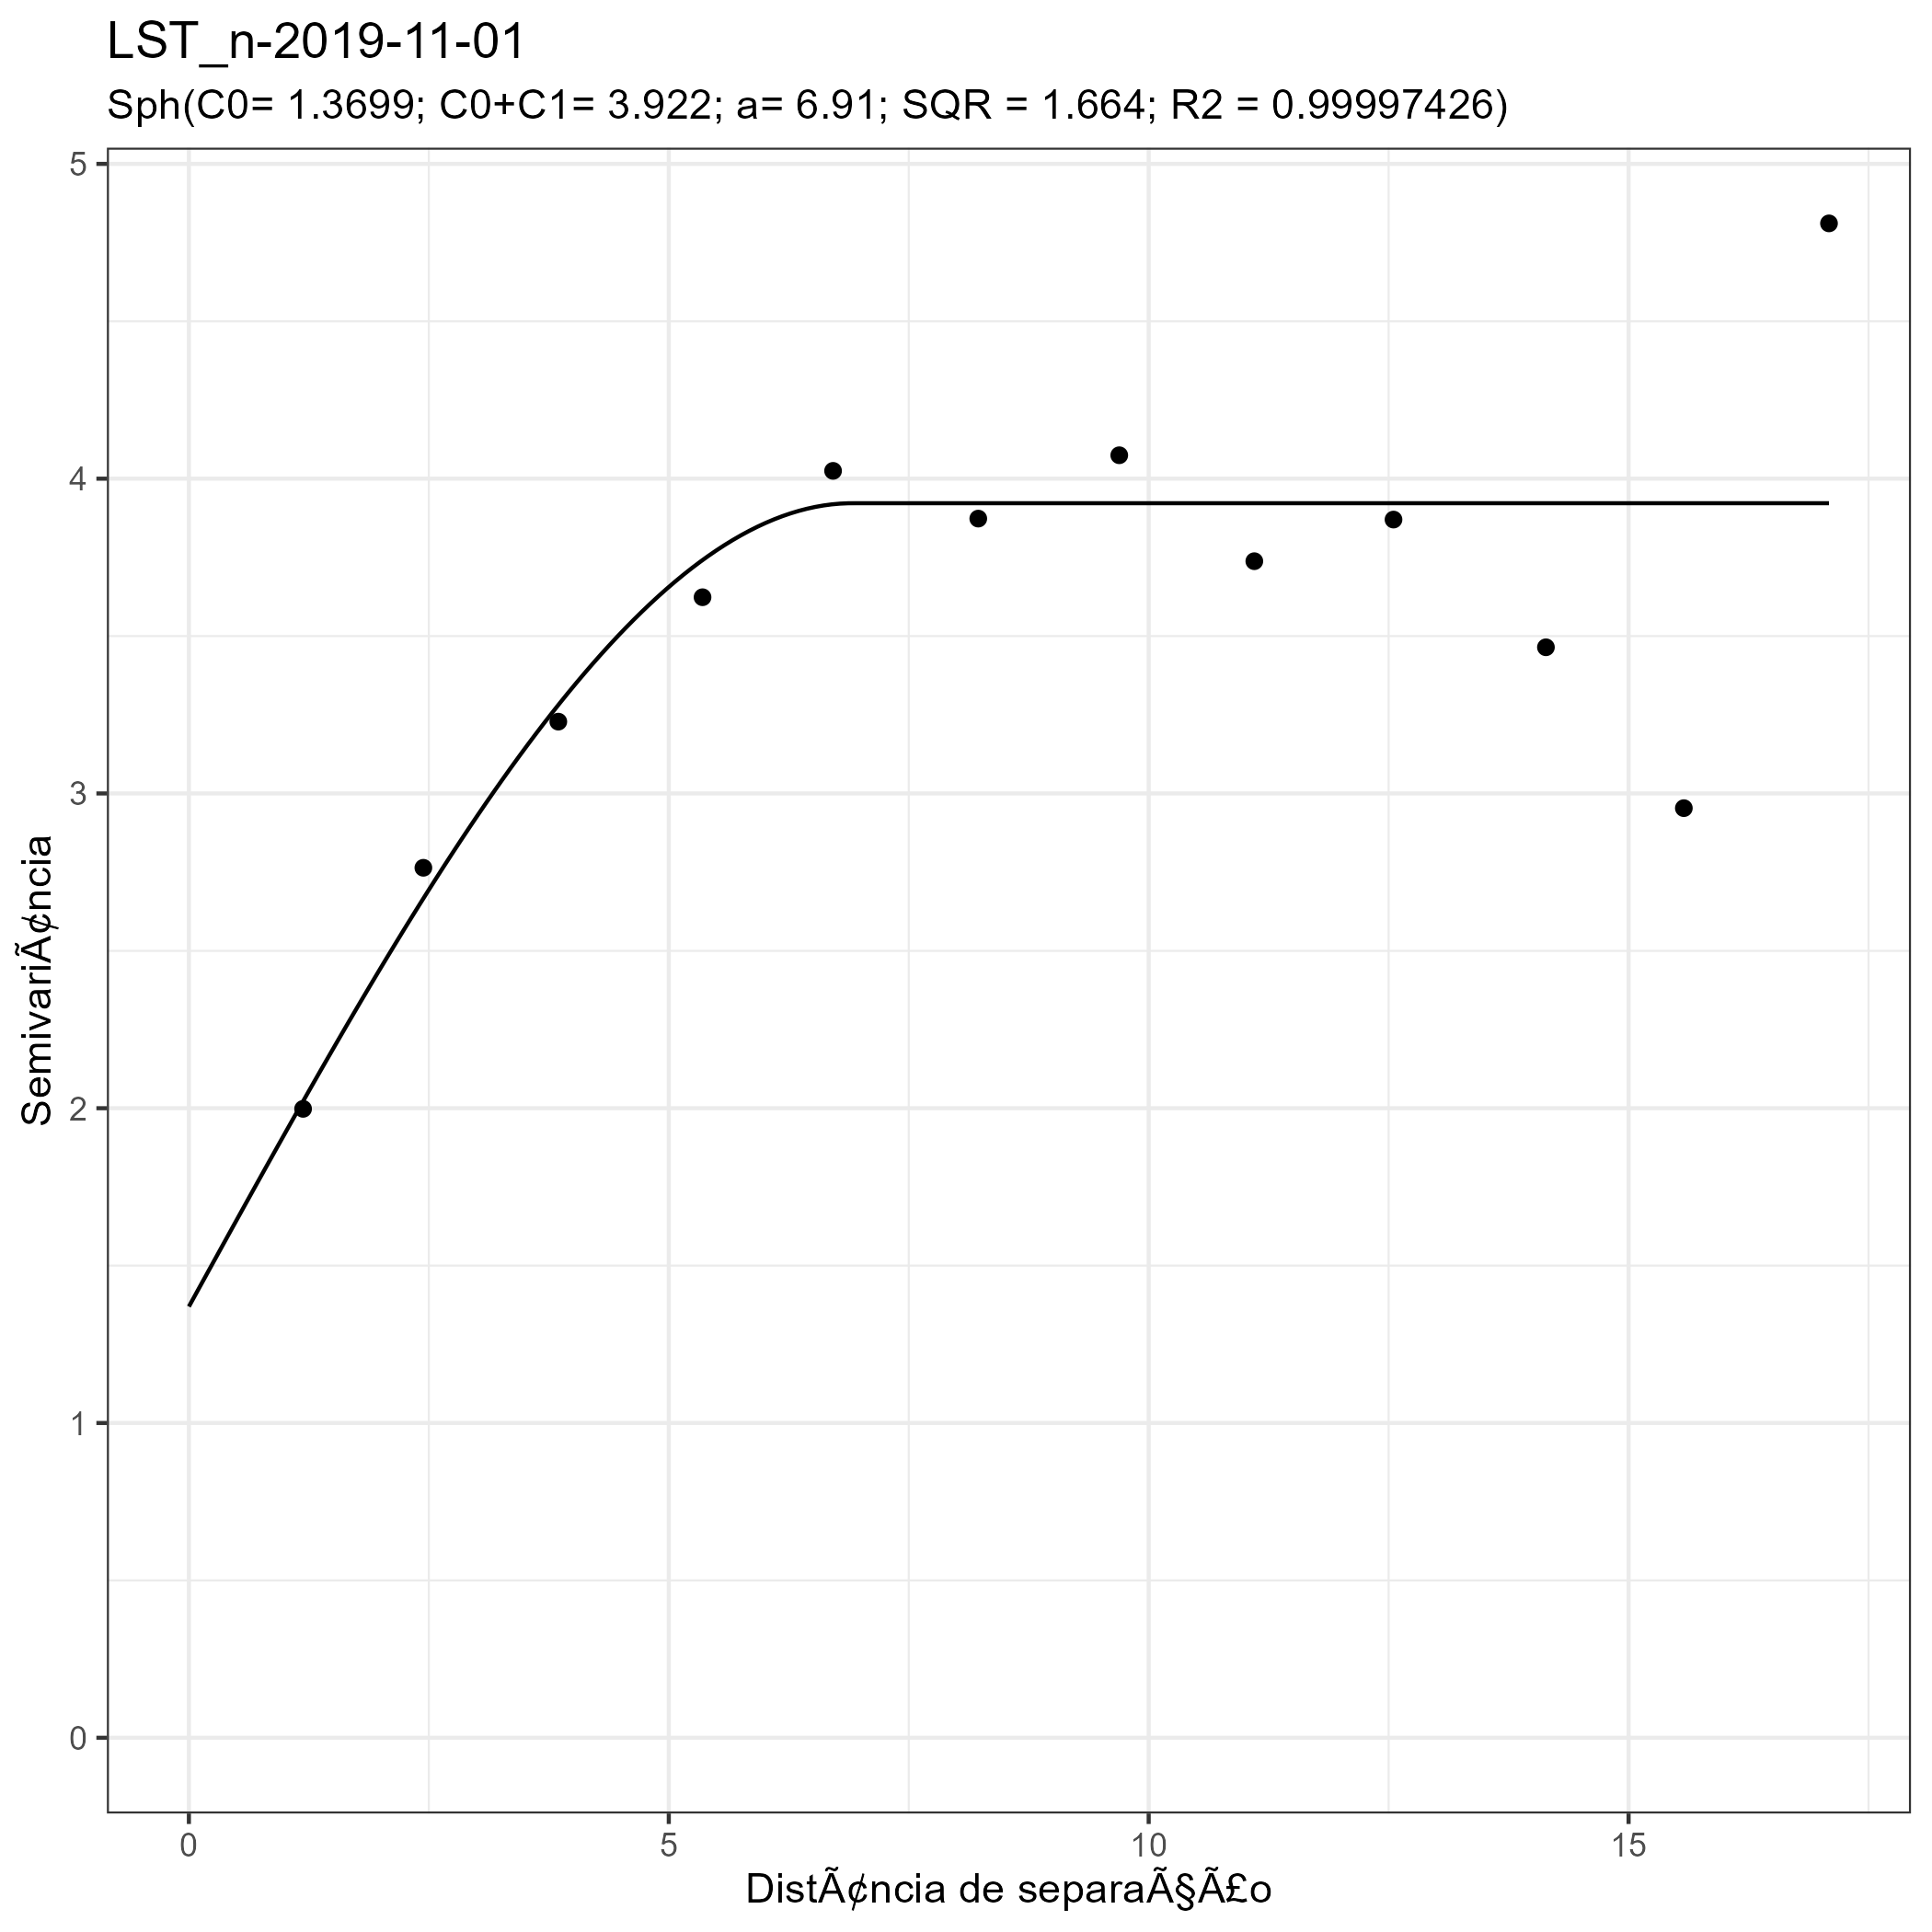 LST_n-2019-11-01
Sph(C0= 1.3699; C0+C1= 3.922; a= 6.91; SQR = 1.664; R2 = 0.99997426)
5
4
3
2
1
0
SemivariÃ¢ncia
0 5 10 15
DistÃ¢ncia de separaÃ§Ã£o